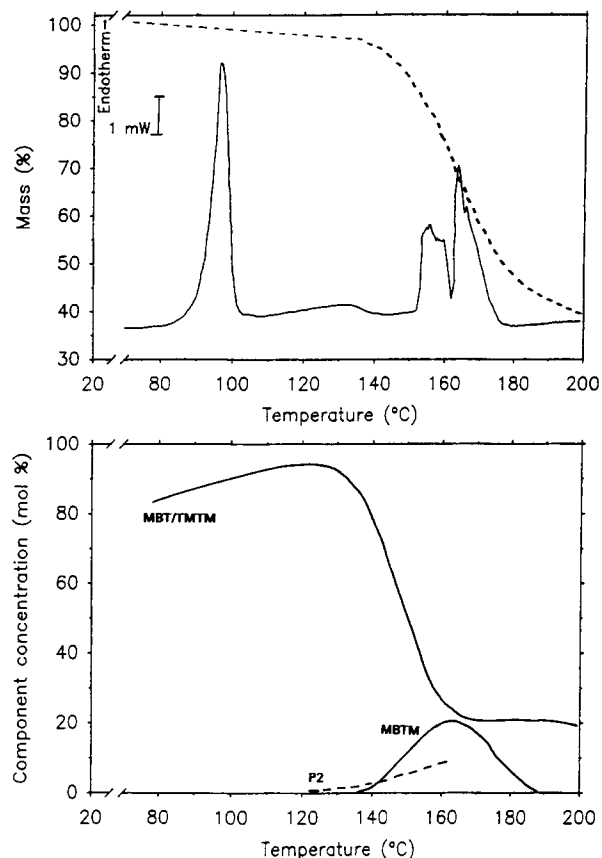 102
90
80
70
60
50
40
30
Mass (%)
Endotherm→
1 mW
20 100 120 140 160 180 200
Temperature (°C)
100
80
60
40
20
0
Component concentration (mol %)
MBT/TMTM
MBTM
P2
20 80 100 120 140 160 180 200
Temperature (°C)